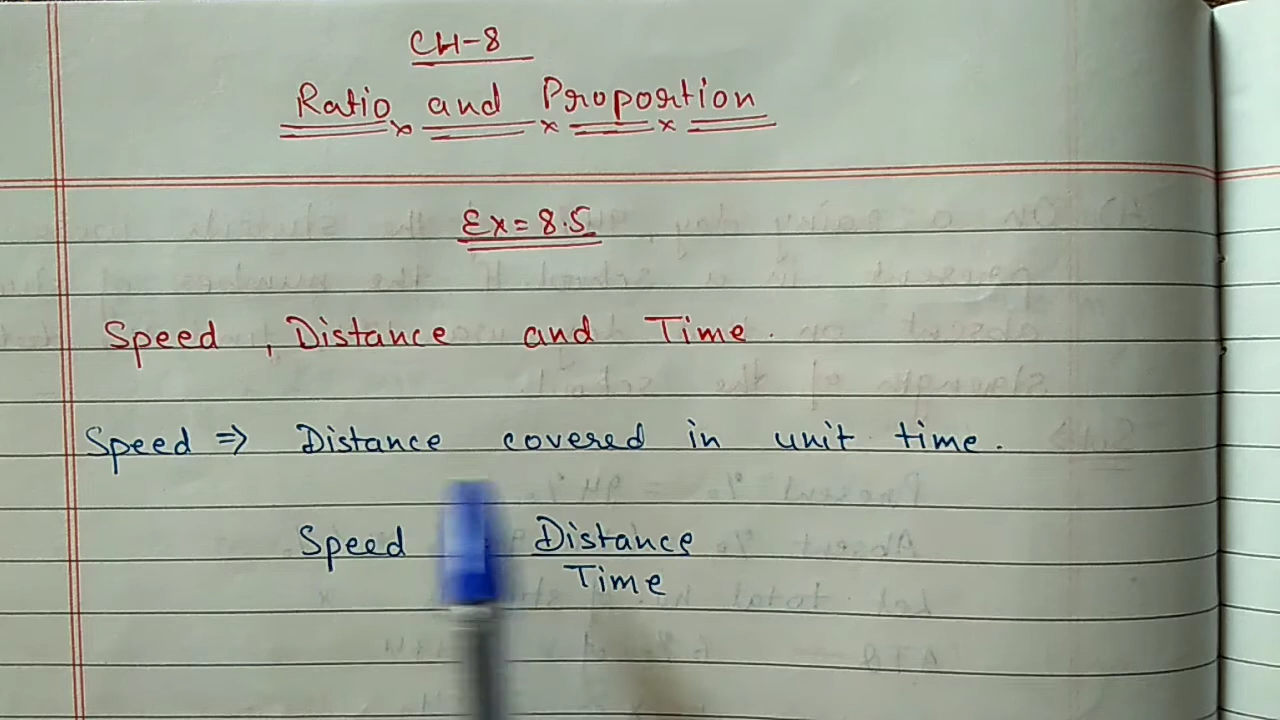 CH-8
Ratio and Proportion
Ex = 8.5
Speed , Distance and Time.
Speed => Distance covered in unit time.
Speed Distance
Time